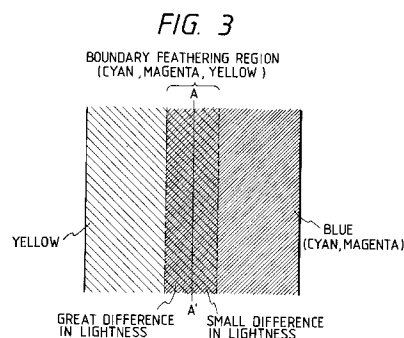 FIG. 3
BOUNDARY FEATHERING REGION
(CYAN, MAGENTA, YELLOW)
A
YELLOW
BLUE
(CYAN, MAGENTA)
A'
GREAT DIFFERENCE
IN LIGHTNESS
SMALL DIFFERENCE
IN LIGHTNESS